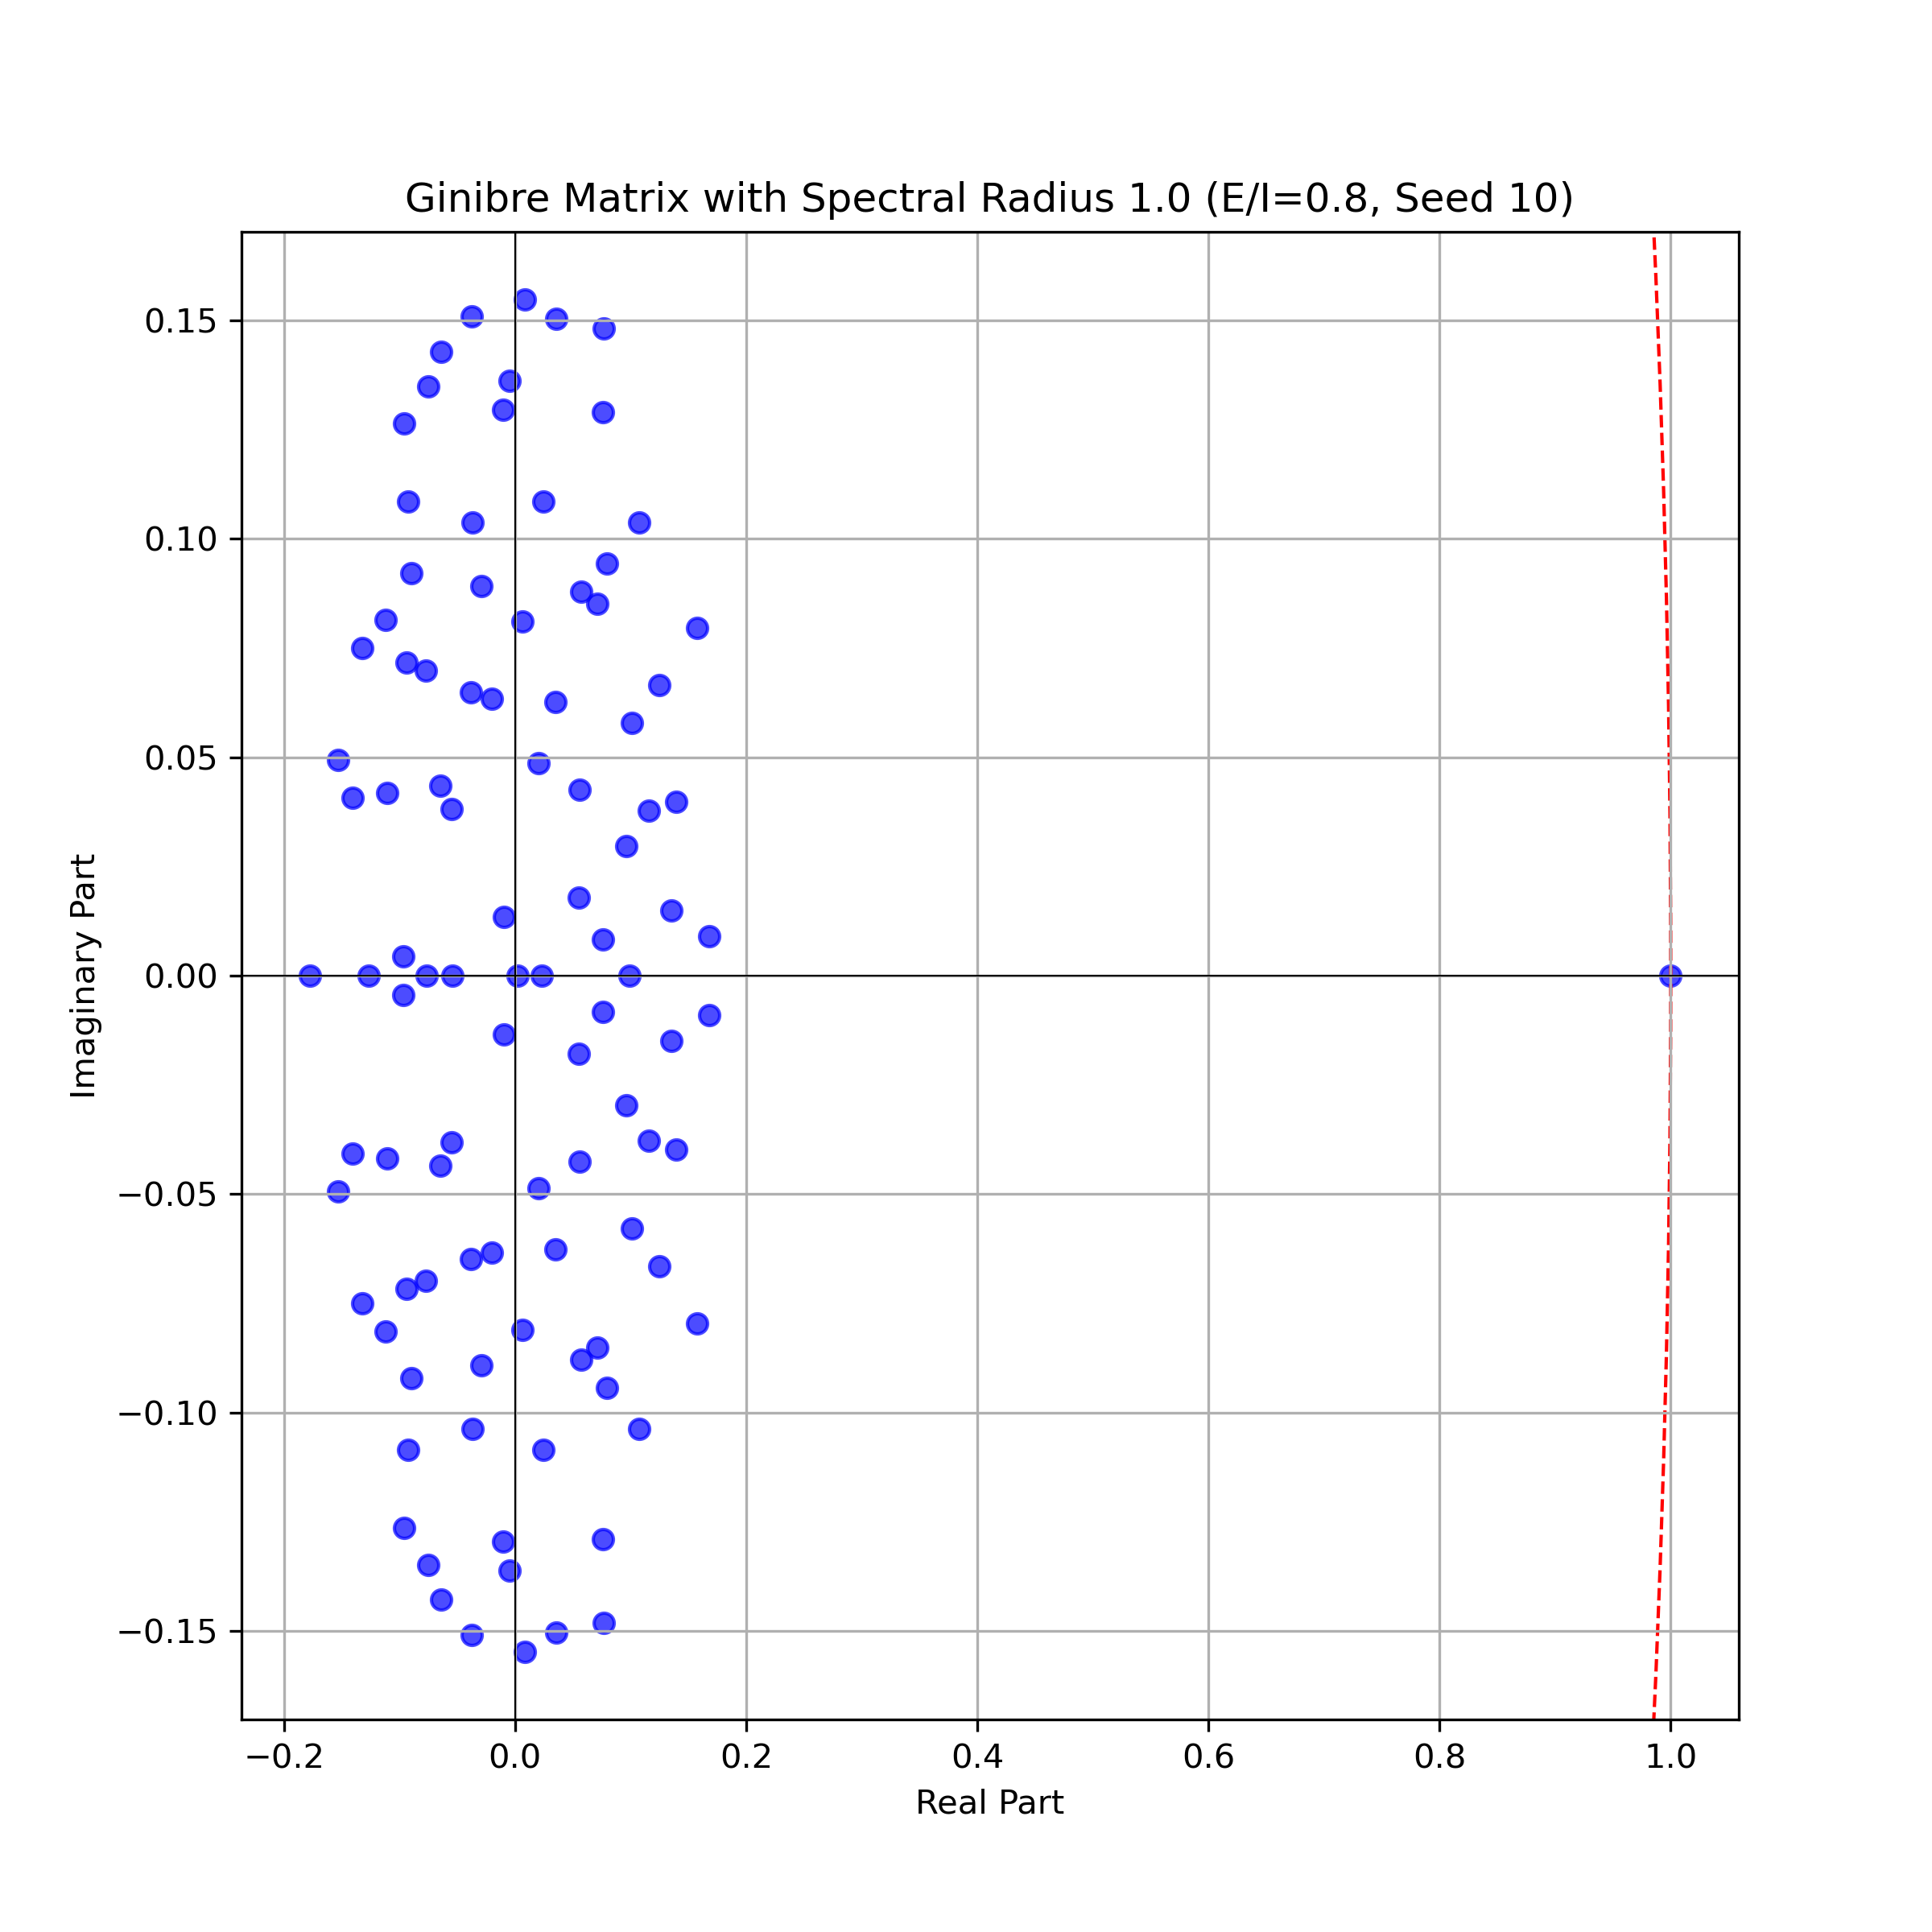 Ginibre Matrix with Spectral Radius 1.0 (E/I=0.8, Seed 10)
0.15
0.10
0.05
0.00
−0.05
−0.10
−0.15
Imaginary Part
−0.2 0.0 0.2 0.4 0.6 0.8 1.0
Real Part